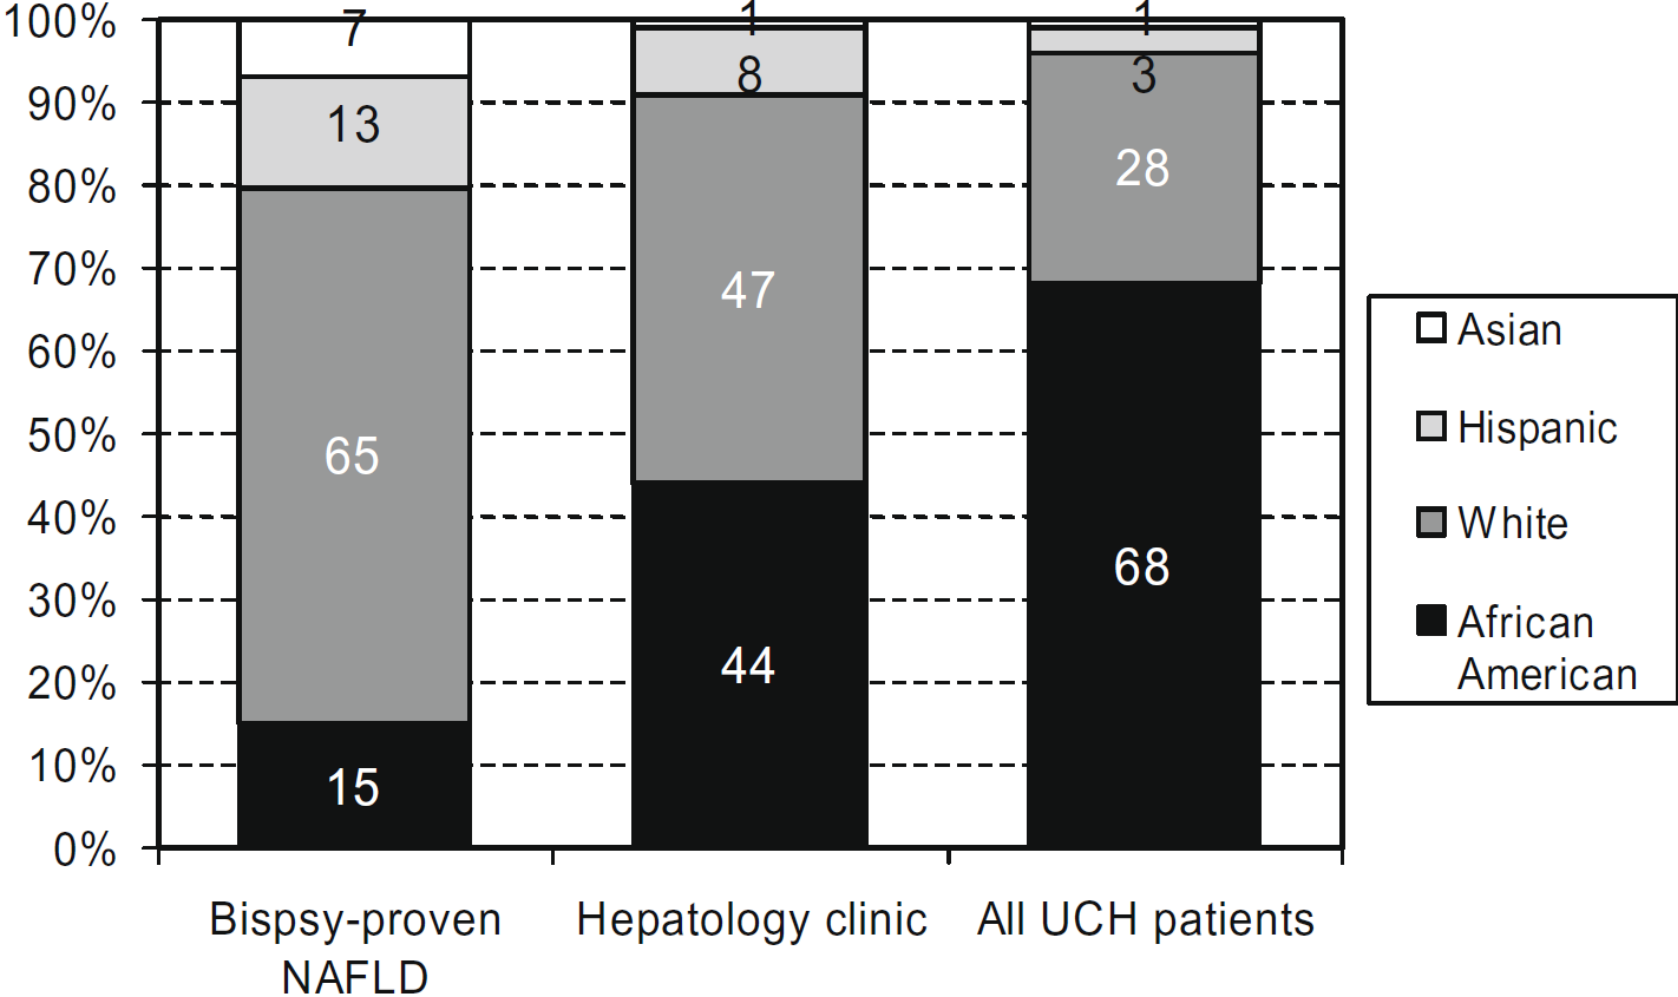 100%
90%
80%
70%
60%
50%
40%
30%
20%
10%
0%
7
13
65
15
1
8
47
44
1
3
28
68
Bispsy-proven
NAFLD
Hepatology clinic
All UCH patients
Asian
Hispanic
White
African
American